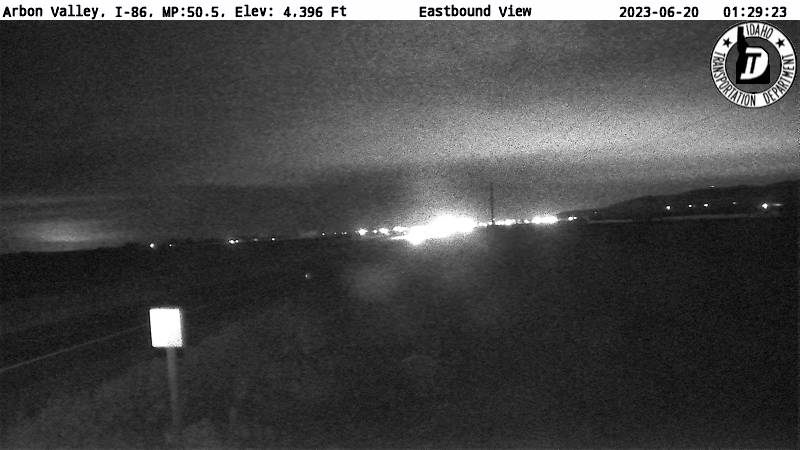 Arbon Valley, I-86, MP:50.5, Elev: 4,396 Ft Eastbound View 2023-06-20 01:29:23
IDAHO
TRANSPORTATION DEPARTMENT